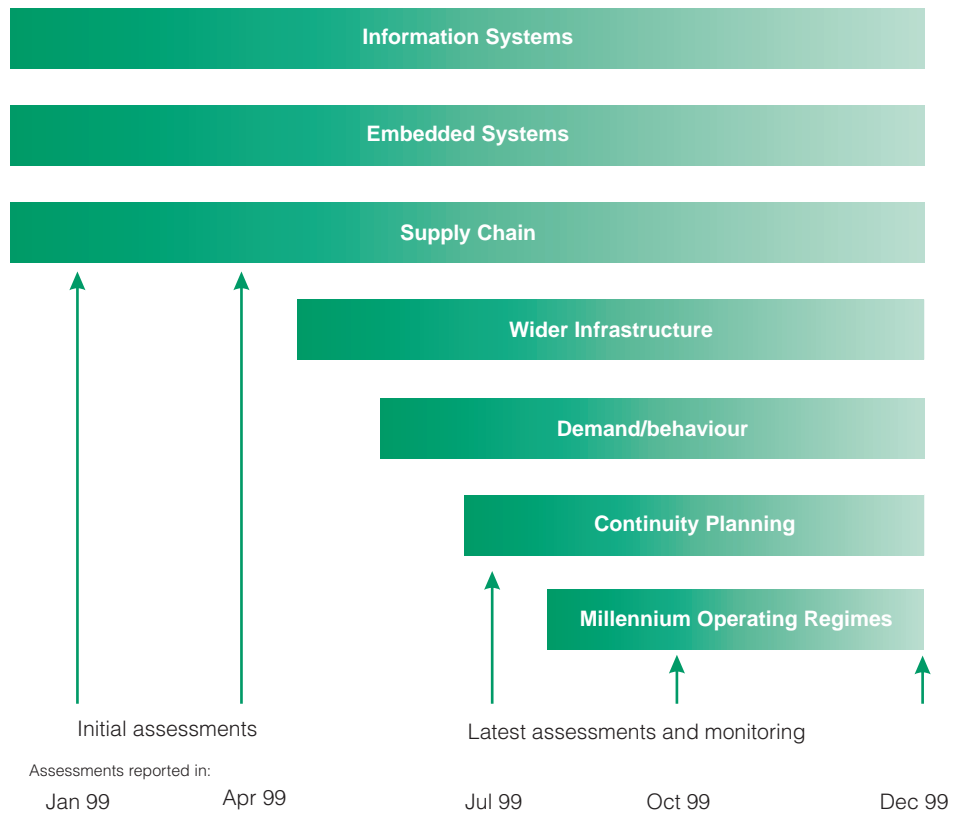 Information Systems
Embedded Systems
Supply Chain
Wider Infrastructure
Demand/behaviour
Continuity Planning
Millennium Operating Regimes
Initial assessments
Latest assessments and monitoring
Assessments reported in:
Jan 99
Apr 99
Jul 99
Oct 99
Dec 99